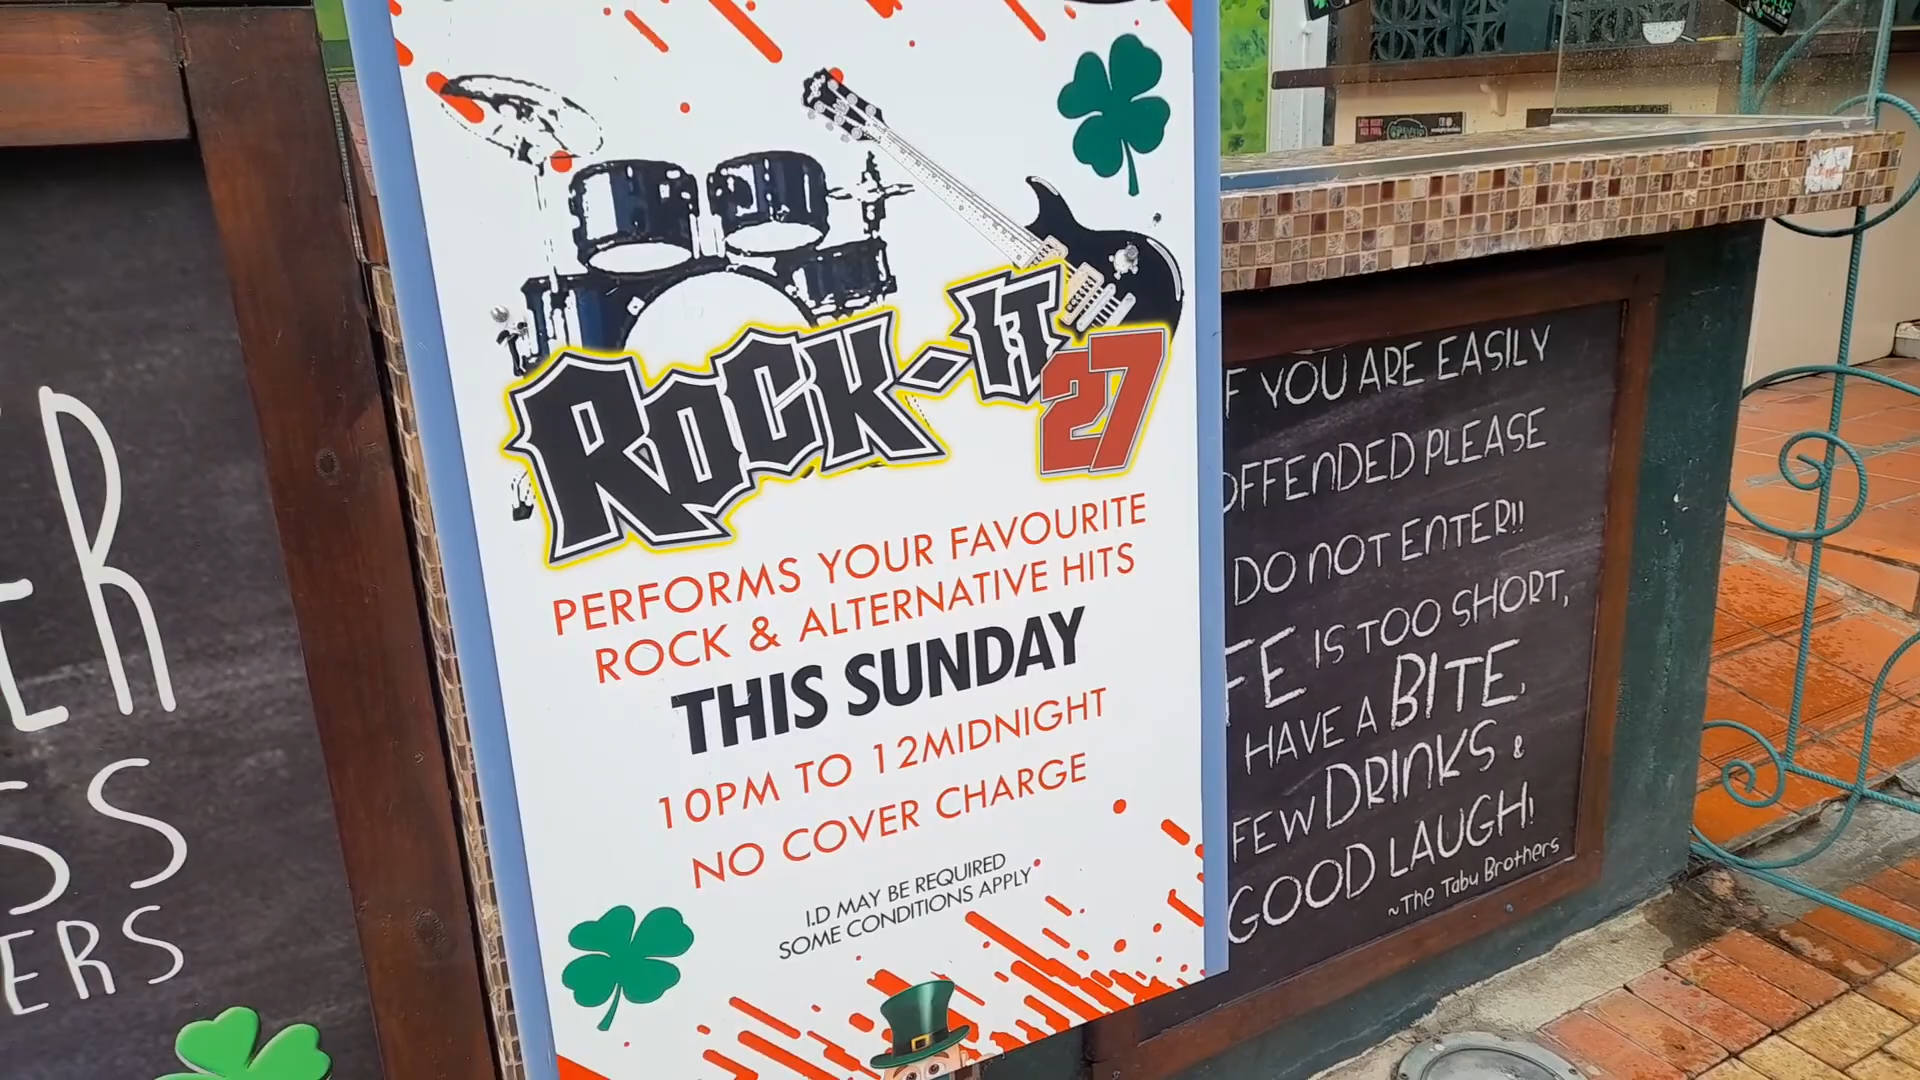 ROCK-IT
27
PERFORMS YOUR FAVOURITE
ROCK & ALTERNATIVE HITS
THIS SUNDAY
10PM TO 12MIDNIGHT
NO COVER CHARGE
I.D MAY BE REQUIRED
SOME CONDITIONS APPLY
F YOU ARE EASILY
OFFENDED PLEASE
DO NOT ENTER!!
FE IS TOO SHORT,
HAVE A BITE,
FEW DRINKS &
GOOD LAUGH!
~The Tabu Brothers
ER
SS
ERS